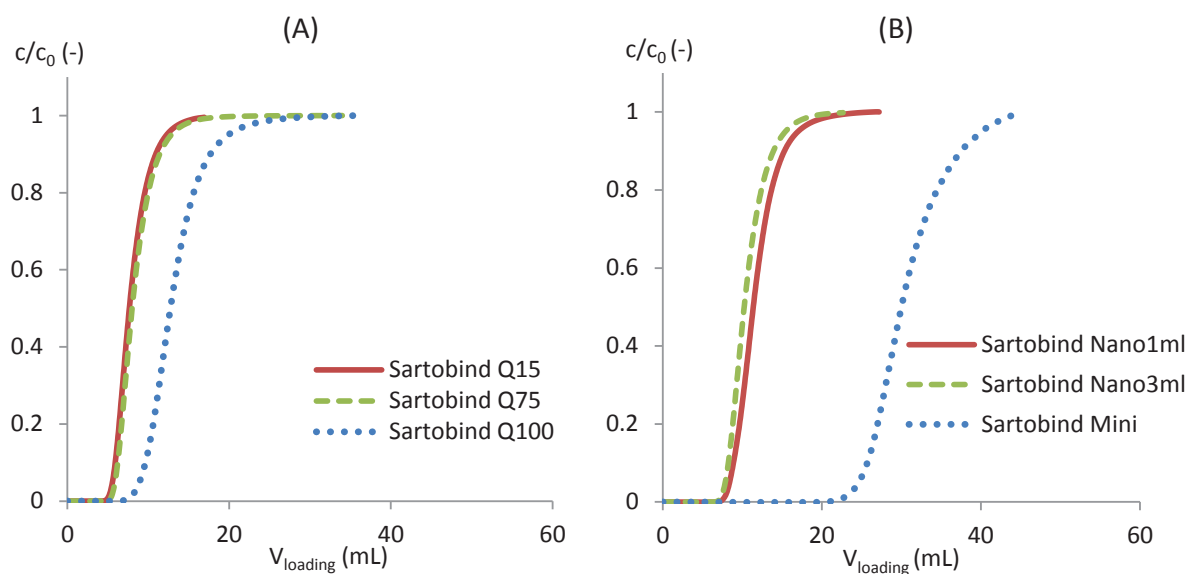 (A)
c/c0 (-)
1
0.8
0.6
0.4
0.2
0
Sartobind Q15
Sartobind Q75
Sartobind Q100
0 20 40 60
Vloading (mL)
(B)
c/c0 (-)
1
0.8
0.6
0.4
0.2
0
Sartobind Nano1ml
Sartobind Nano3ml
Sartobind Mini
0 20 40 60
Vloading (mL)